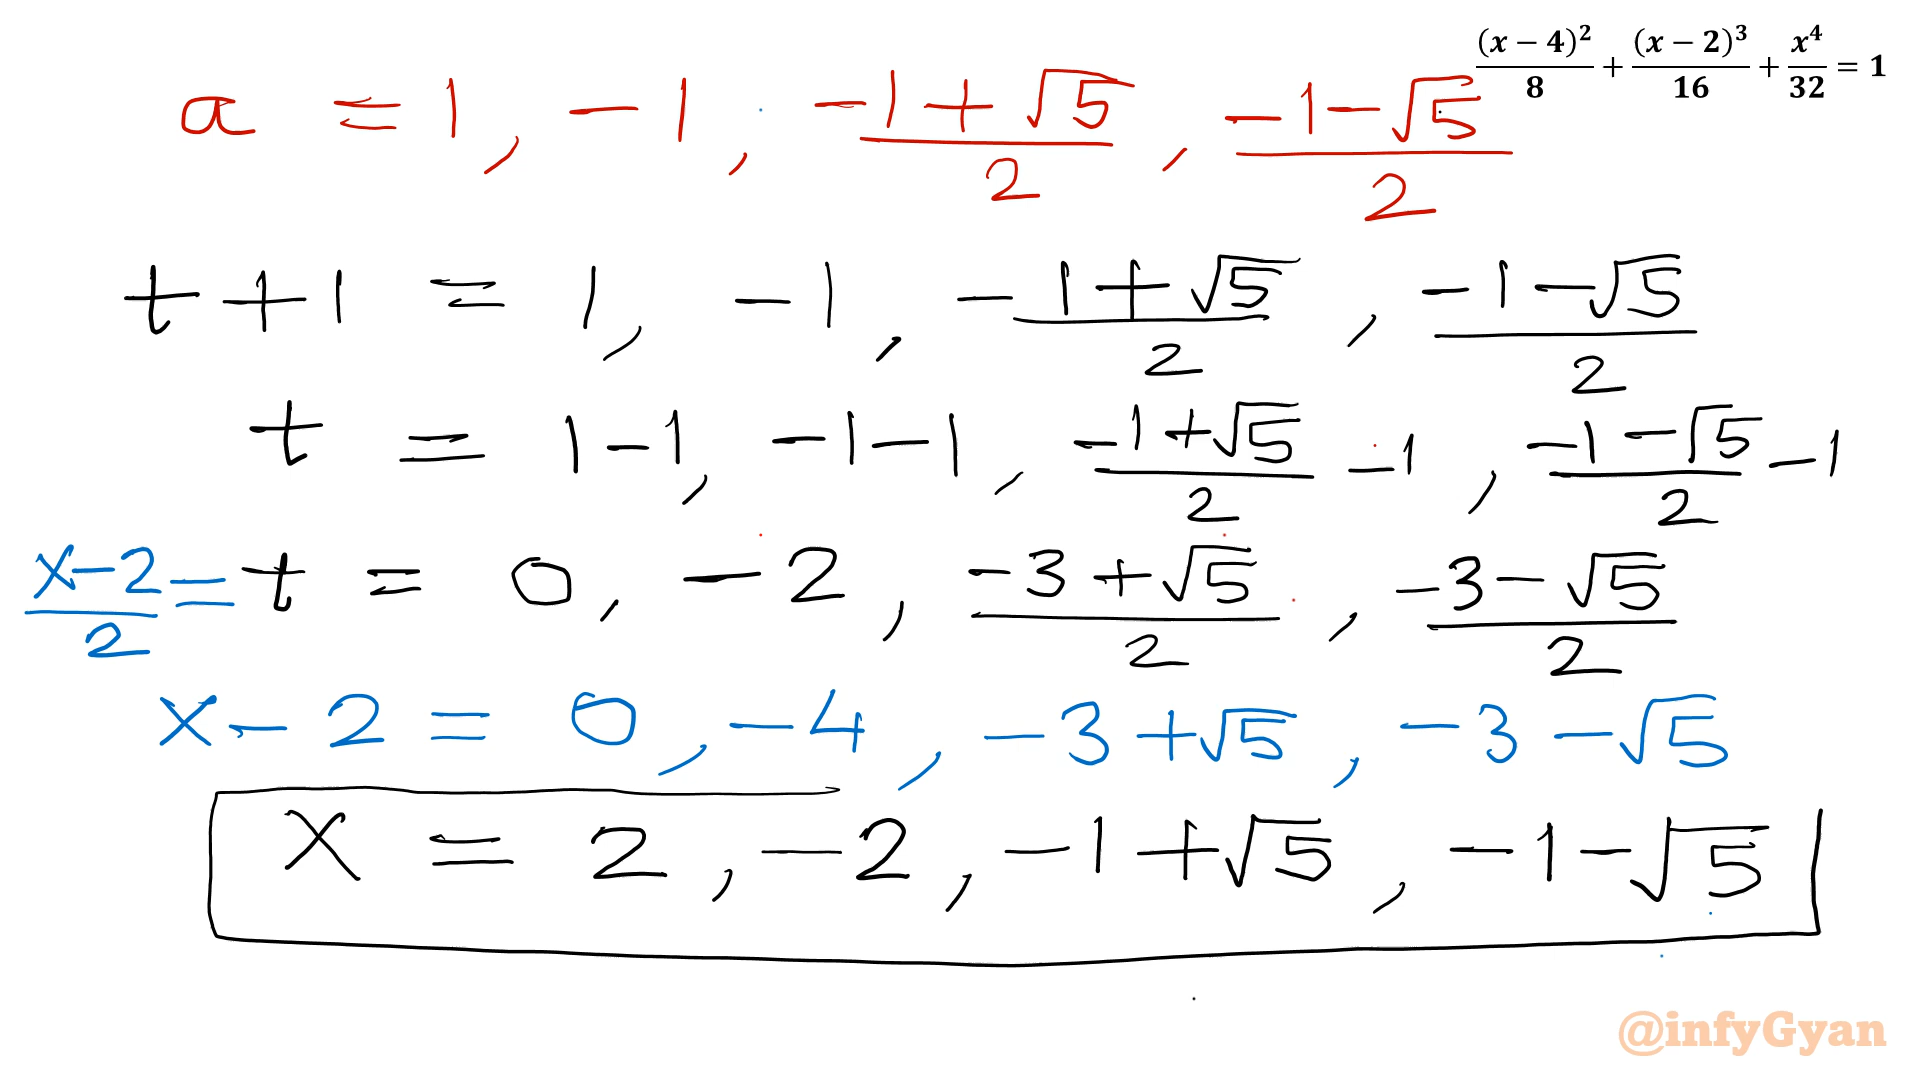 (x − 4)²/8 + (x − 2)³/16 + x⁴/32 = 1
a = 1, −1, (−1 + √5)/2, (−1 − √5)/2
t + 1 = 1, −1, (−1 + √5)/2, (−1 − √5)/2
t = 1 − 1, −1 − 1, (−1 + √5)/2 − 1, (−1 − √5)/2 − 1
(x − 2)/2 = t = 0, −2, (−3 + √5)/2, (−3 − √5)/2
x − 2 = 0, −4, −3 + √5, −3 − √5
x = 2, −2, −1 + √5, −1 − √5
@infyGyan